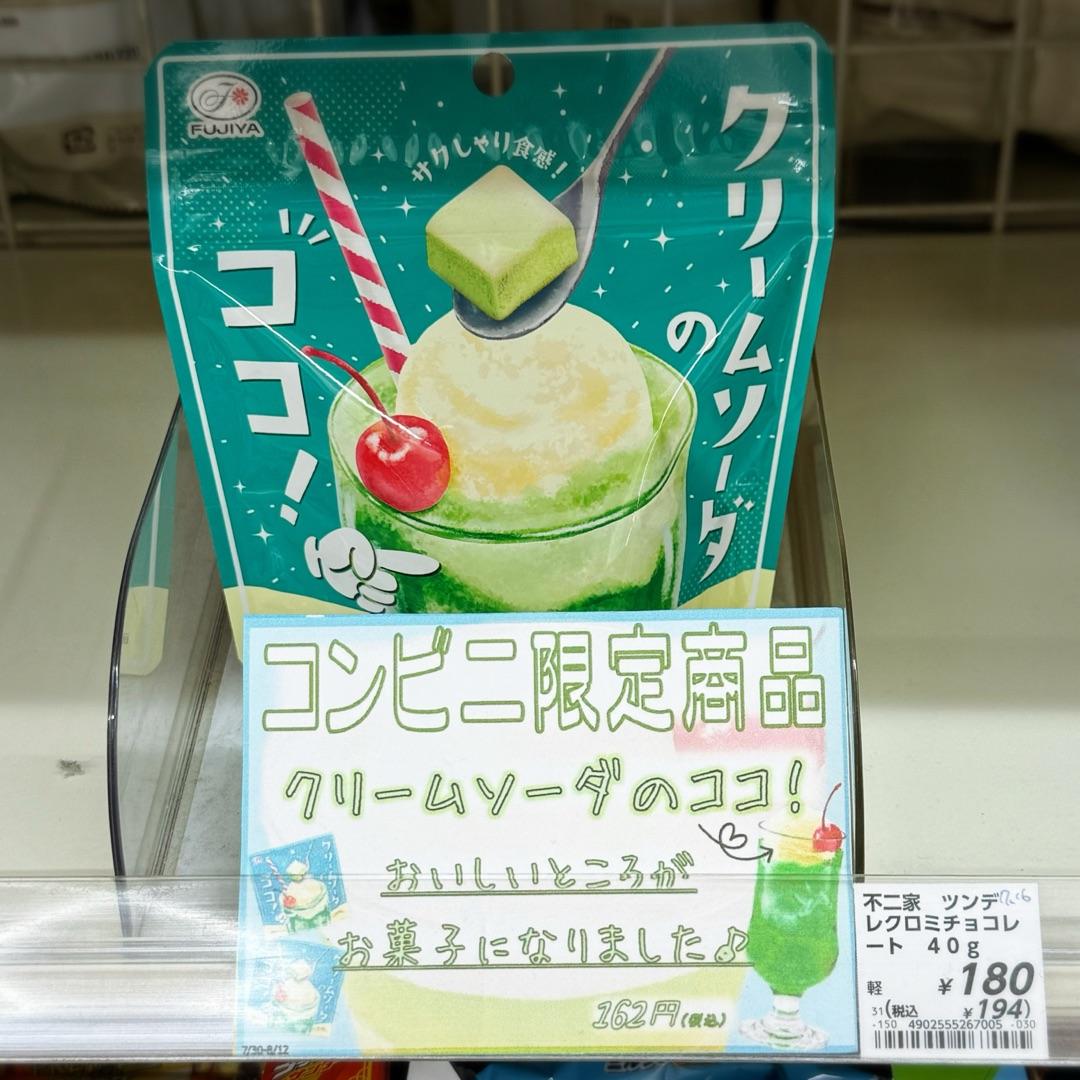 FUJIYA
サクしゃり食感!
クリームソーダ
の
ココ!
コンビニ限定商品
クリームソーダのココ!
おいしいところが
お菓子になりました♪
162円(税込)
7/30-8/12
不二家 ツンデ
レクロミチョコレ
ート 40g
軽 ¥180
31(税込 ¥194)
-150 4902555267005 -030